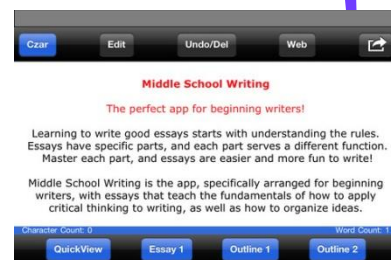 Czar Edit Undo/Del Web
Middle School Writing
The perfect app for beginning writers!
Learning to write good essays starts with understanding the rules.
Essays have specific parts, and each part serves a different function.
Master each part, and essays are easier and more fun to write!
Middle School Writing is the app, specifically arranged for beginning
writers, with essays that teach the fundamentals of how to apply
critical thinking to writing, as well as how to organize ideas.
Character Count: 0 Word Count: 1
QuickView Essay 1 Outline 1 Outline 2